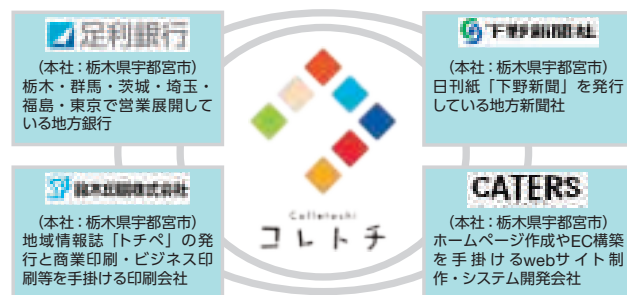 足利銀行
（本社：栃木県宇都宮市）
栃木・群馬・茨城・埼玉・
福島・東京で営業展開して
いる地方銀行
下野新聞社
（本社：栃木県宇都宮市）
日刊紙「下野新聞」を発行
している地方新聞社
Colletochi
コレトチ
鈴木印刷株式会社
（本社：栃木県宇都宮市）
地域情報誌「トチペ」の発
行と商業印刷・ビジネス印
刷等を手掛ける印刷会社
CATERS
（本社：栃木県宇都宮市）
ホームページ作成やEC構築
を手掛けるwebサイト制
作・システム開発会社